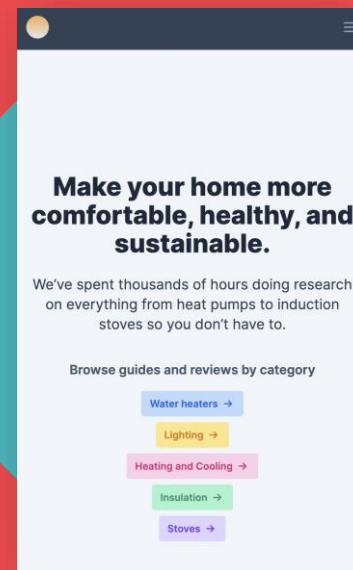 Make your home more
comfortable, healthy, and
sustainable.
We’ve spent thousands of hours doing research
on everything from heat pumps to induction
stoves so you don’t have to.
Browse guides and reviews by category
Water heaters →
Lighting →
Heating and Cooling →
Insulation →
Stoves →